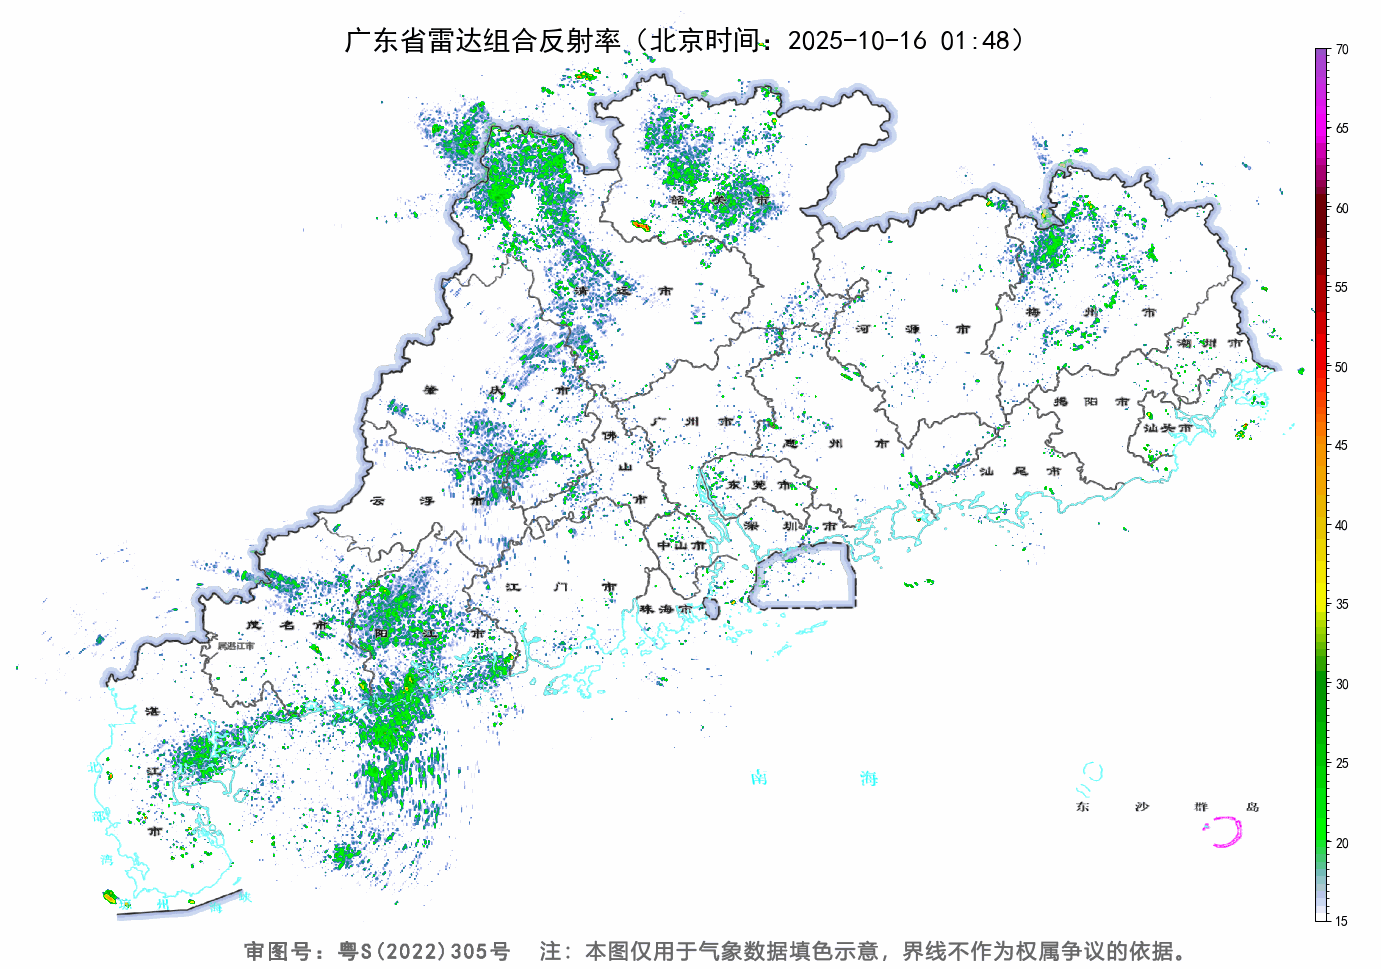 广东省雷达组合反射率（北京时间：2025-10-16 01:48）
70
65
60
55
50
45
40
35
30
25
20
15
韶关市
清远市
河源市
梅州市
潮州市
肇庆市
揭阳市
汕头市
广州市
佛山市
惠州市
汕尾市
云浮市
东莞市
深圳市
中山市
江门市
珠海市
茂名市
属湛江市
阳江市
湛江市
北部湾
南海
东沙群岛
琼州海峡
审图号：粤S(2022)305号 注：本图仅用于气象数据填色示意，界线不作为权属争议的依据。